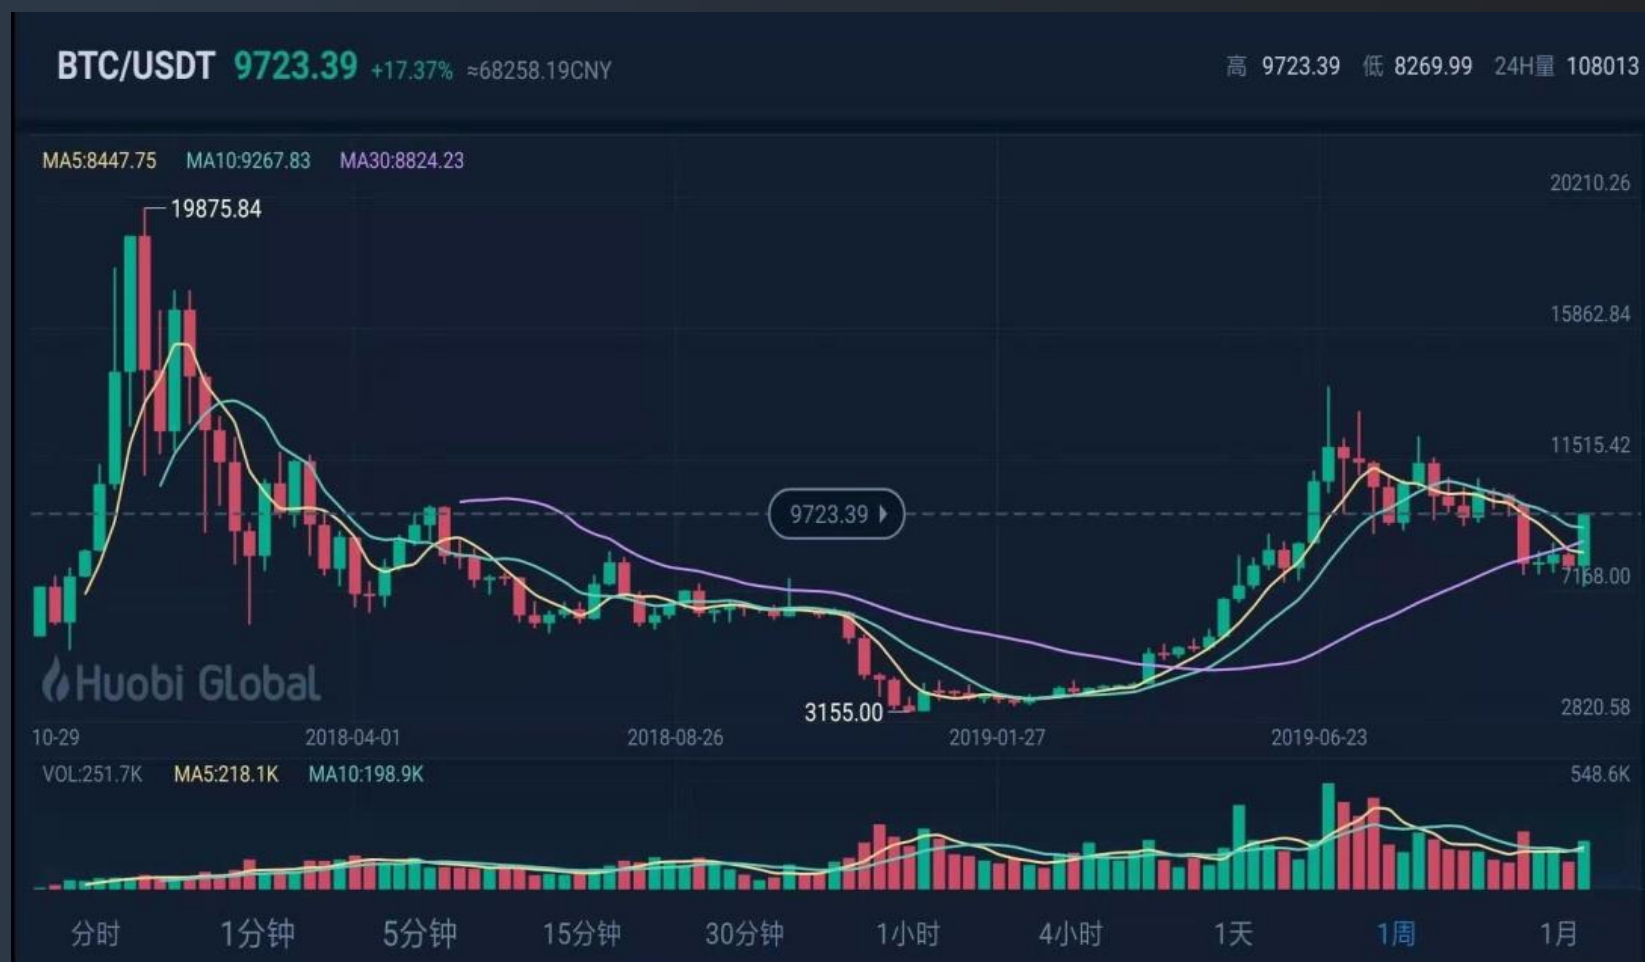 BTC/USDT 9723.39 +17.37% ≈68258.19CNY 高 9723.39 低 8269.99 24H量 108013
MA5:8447.75 MA10:9267.83 MA30:8824.23
20210.26
19875.84
15862.84
11515.42
9723.39
7168.00
Huobi Global
2820.58
3155.00
10-29 2018-04-01 2018-08-26 2019-01-27 2019-06-23
VOL:251.7K MA5:218.1K MA10:198.9K 548.6K
分时 1分钟 5分钟 15分钟 30分钟 1小时 4小时 1天 1周 1月